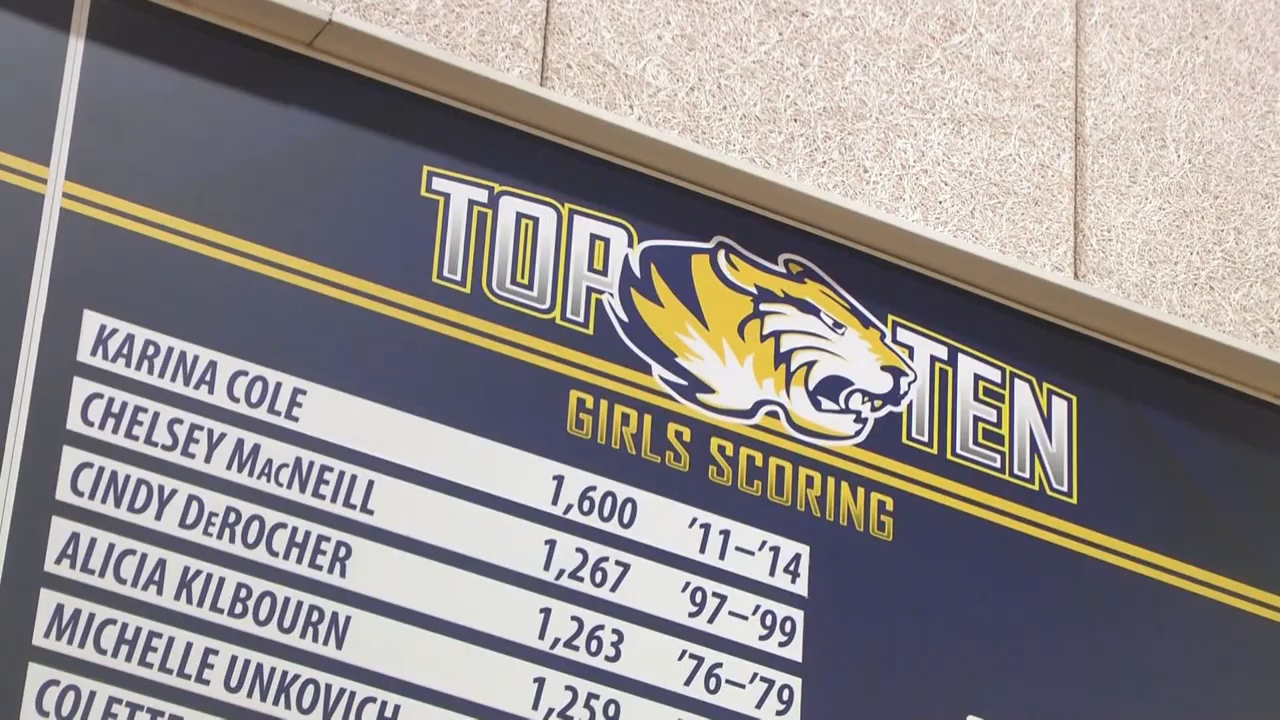 TOP TEN
GIRLS SCORING
KARINA COLE 1,600 '11–'14
CHELSEY MACNEILL 1,267 '97–'99
CINDY DEROCHER 1,263 '76–'79
ALICIA KILBOURN 1,259
MICHELLE UNKOVICH
COLETTE